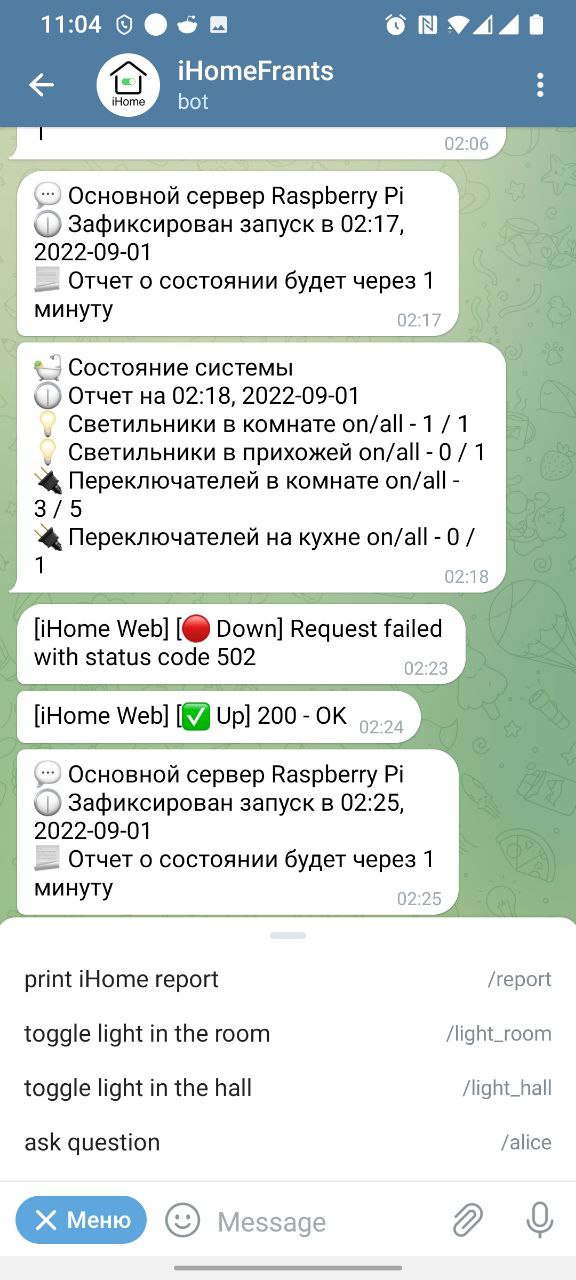 11:04
iHomeFrants
bot
iHome
02:06
Основной сервер Raspberry Pi
Зафиксирован запуск в 02:17,
2022-09-01
Отчет о состоянии будет через 1
минуту
02:17
Состояние системы
Отчет на 02:18, 2022-09-01
Светильники в комнате on/all - 1 / 1
Светильники в прихожей on/all - 0 / 1
Переключателей в комнате on/all -
3 / 5
Переключателей на кухне on/all - 0 /
1
02:18
[iHome Web] [🔴 Down] Request failed
with status code 502
02:23
[iHome Web] [✅ Up] 200 - OK 02:24
Основной сервер Raspberry Pi
Зафиксирован запуск в 02:25,
2022-09-01
Отчет о состоянии будет через 1
минуту
02:25
print iHome report /report
toggle light in the room /light_room
toggle light in the hall /light_hall
ask question /alice
Меню Message